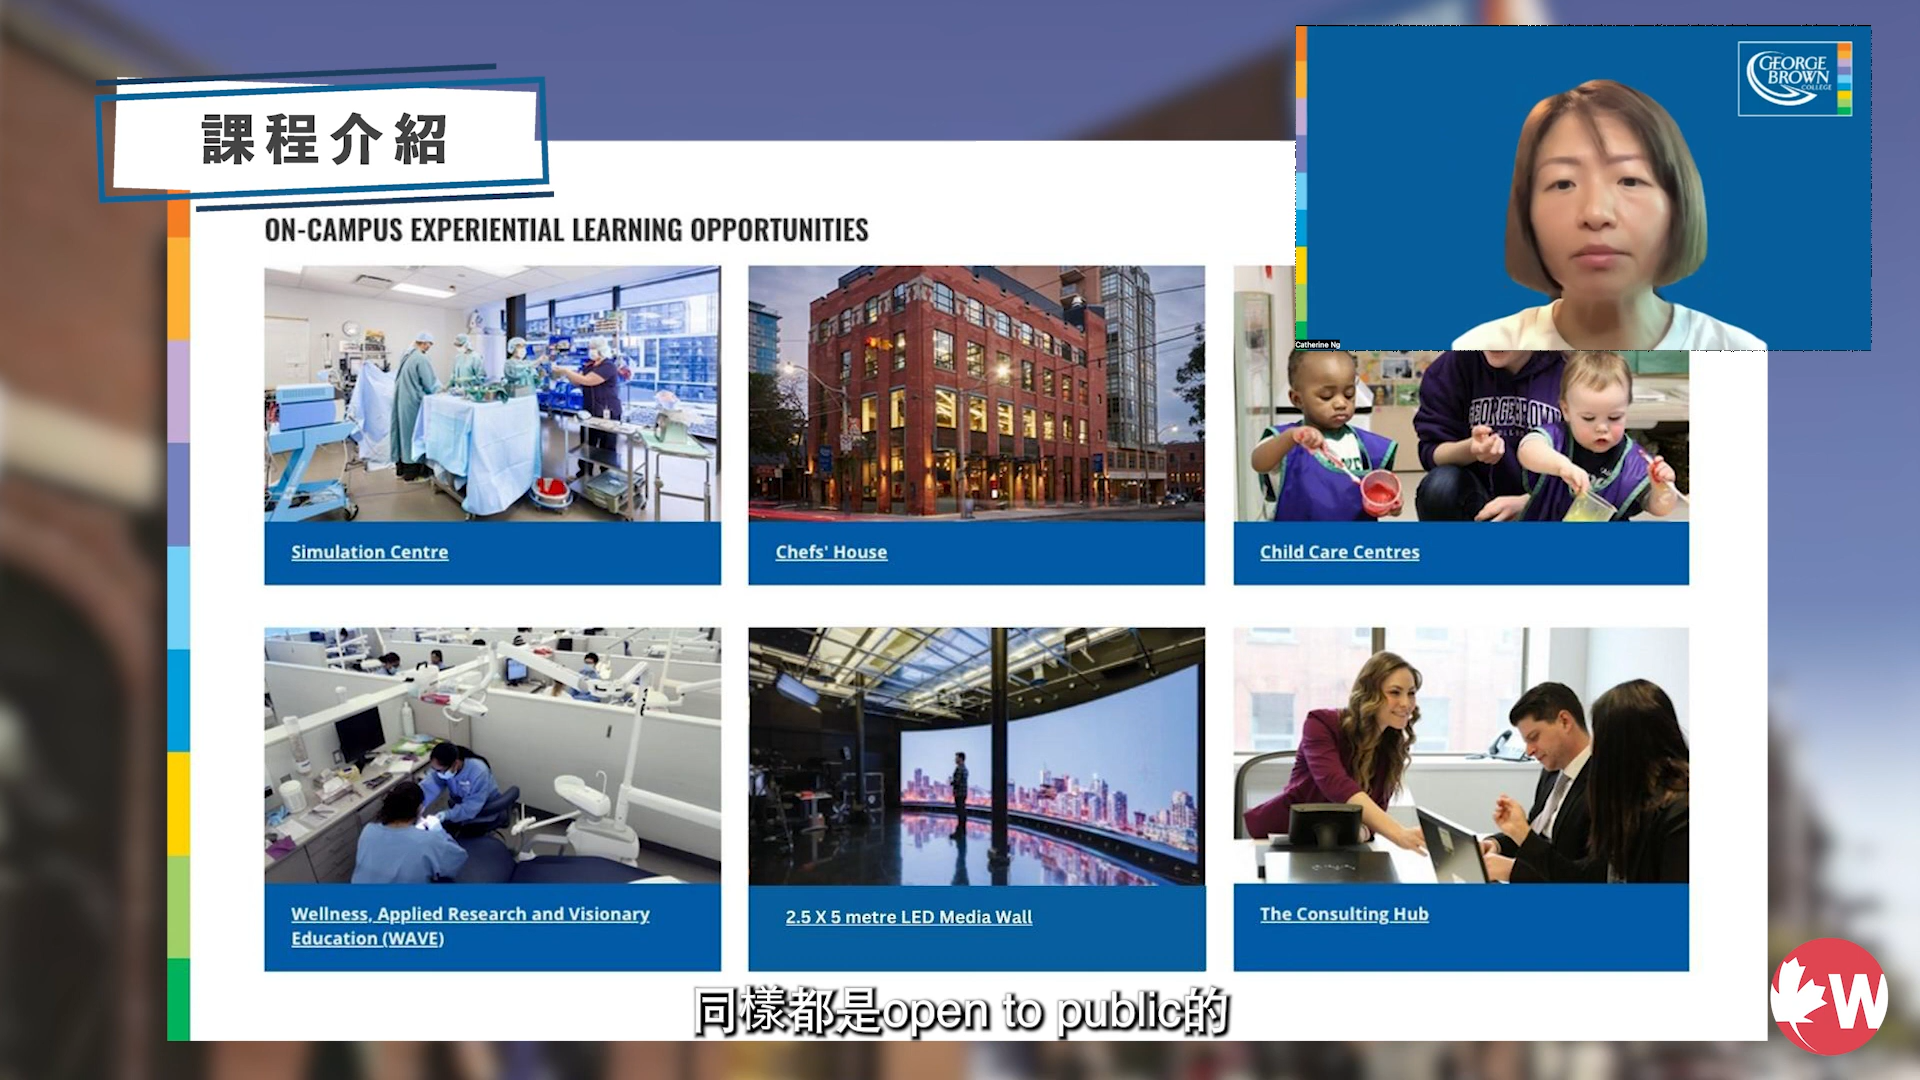 課程介紹
GEORGE
BROWN
COLLEGE
ON-CAMPUS EXPERIENTIAL LEARNING OPPORTUNITIES
Catherine Ng
GEORGE BROWN
Simulation Centre
Chefs' House
Child Care Centres
Wellness, Applied Research and Visionary
Education (WAVE)
2.5 X 5 metre LED Media Wall
The Consulting Hub
同樣都是open to public的
W